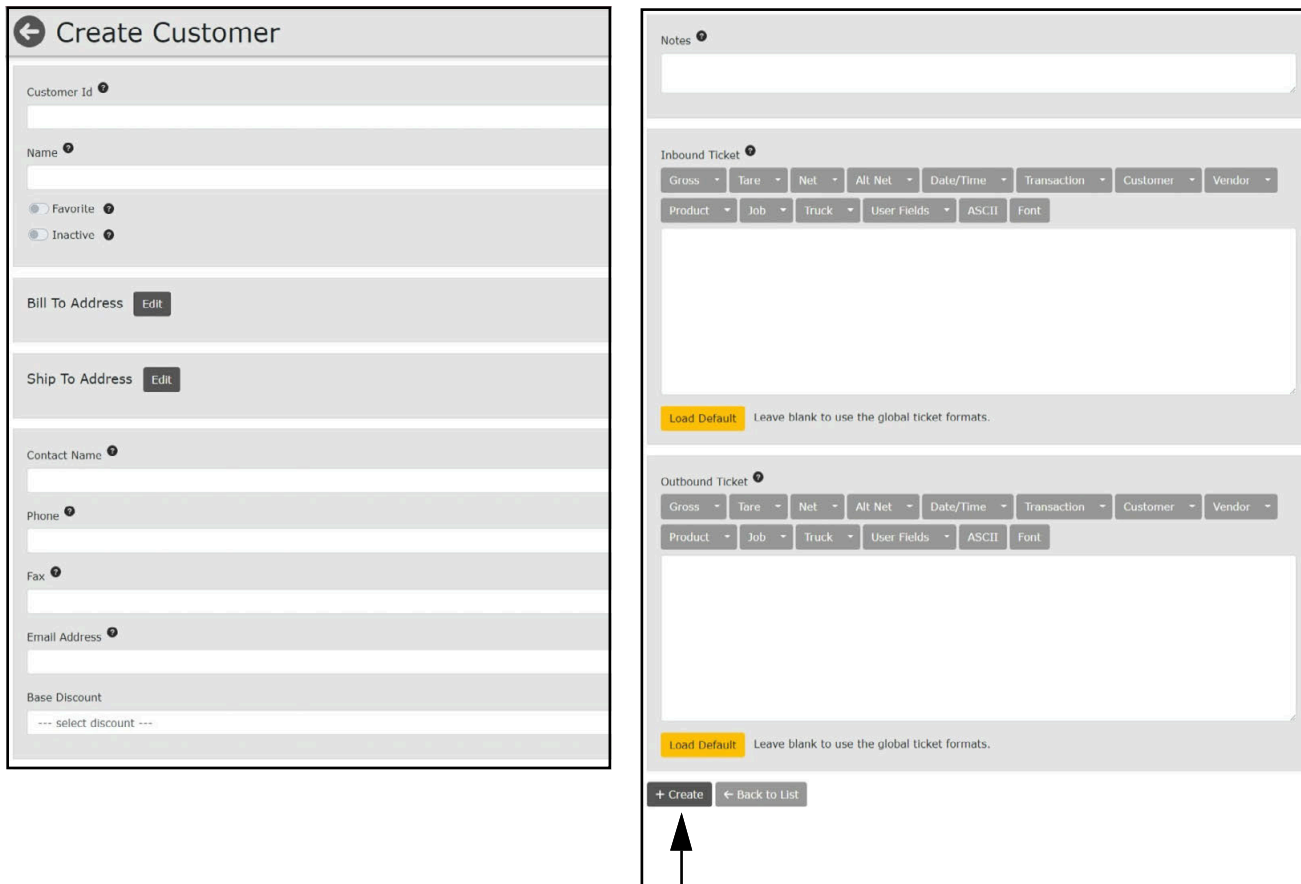 Create Customer
Customer Id
Name
Favorite
Inactive
Bill To Address Edit
Ship To Address Edit
Contact Name
Phone
Fax
Email Address
Base Discount
--- select discount ---
Notes
Inbound Ticket
Gross Tare Net Alt Net Date/Time Transaction Customer Vendor
Product Job Truck User Fields ASCII Font
Load Default Leave blank to use the global ticket formats.
Outbound Ticket
Gross Tare Net Alt Net Date/Time Transaction Customer Vendor
Product Job Truck User Fields ASCII Font
Load Default Leave blank to use the global ticket formats.
+ Create ← Back to List